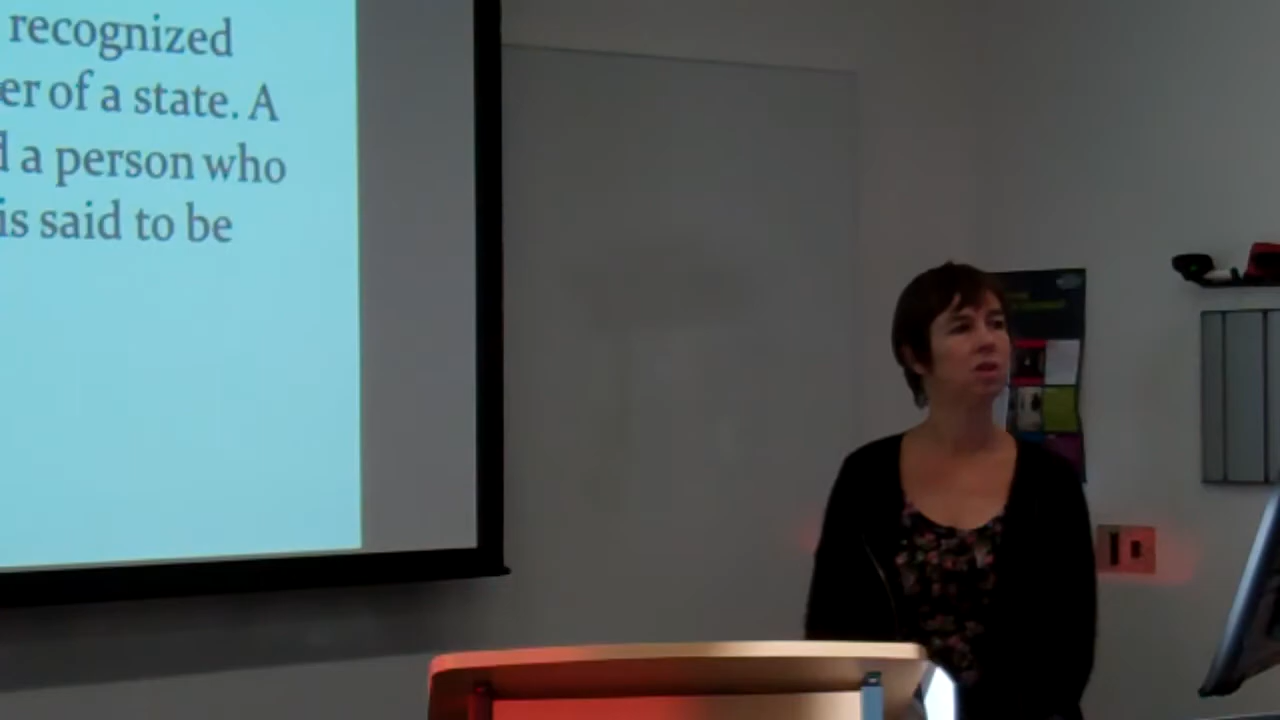 recognized
er of a state. A
d a person who
is said to be